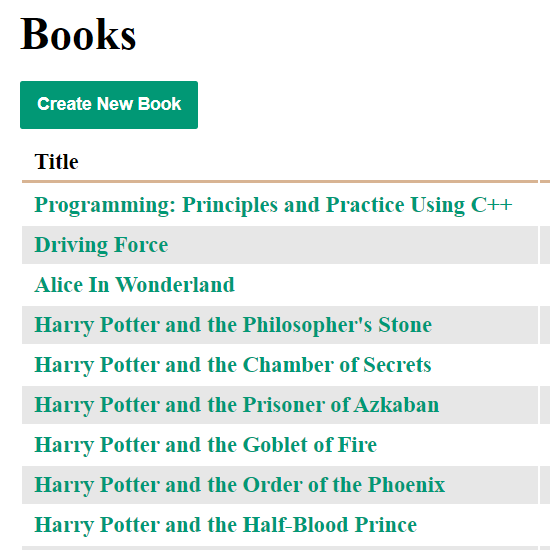 Books
Create New Book
Title
Programming: Principles and Practice Using C++
Driving Force
Alice In Wonderland
Harry Potter and the Philosopher's Stone
Harry Potter and the Chamber of Secrets
Harry Potter and the Prisoner of Azkaban
Harry Potter and the Goblet of Fire
Harry Potter and the Order of the Phoenix
Harry Potter and the Half-Blood Prince